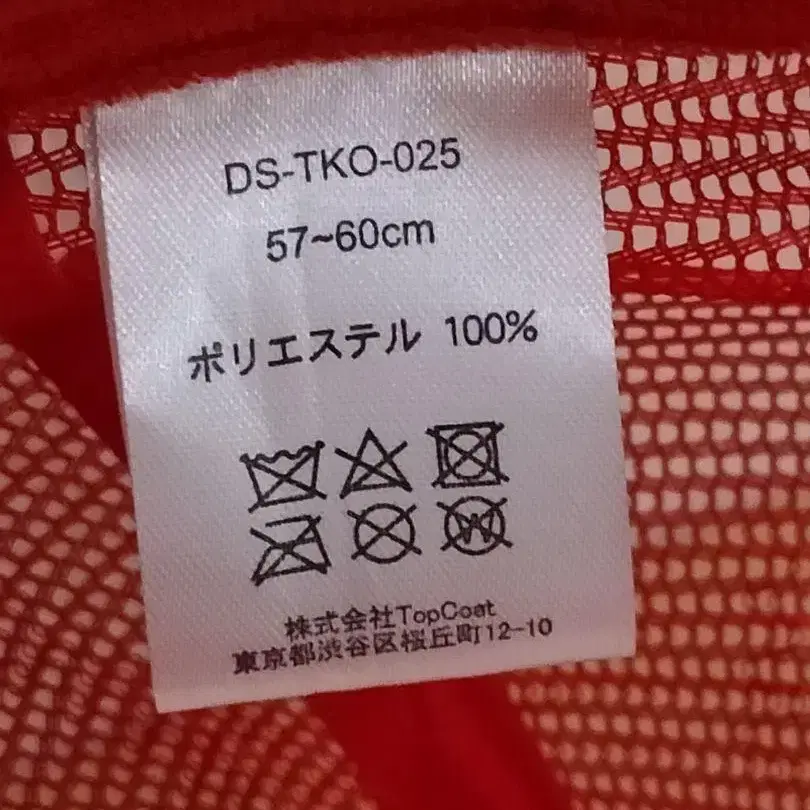 DS-TKO-025
57~60cm
ポリエステル 100%
W
株式会社TopCoat
東京都渋谷区桜丘町12-10